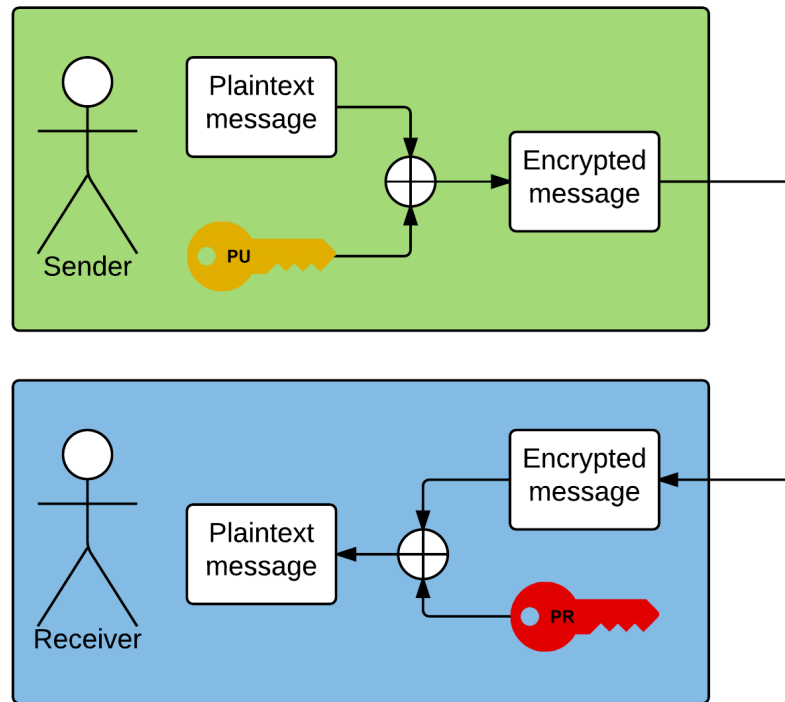 Plaintext
message
Encrypted
message
PU
Sender
Encrypted
message
Plaintext
message
PR
Receiver